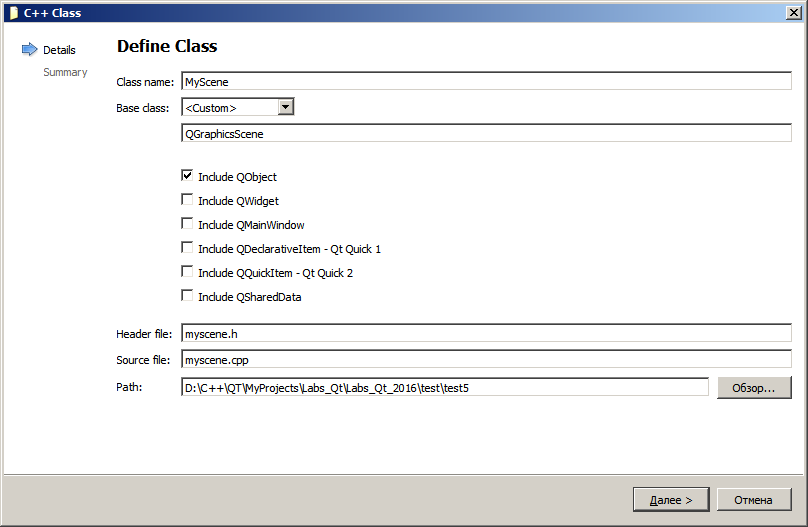 C++ Class
Details
Summary
Define Class
Class name: MyScene
Base class: <Custom>
QGraphicsScene
Include QObject
Include QWidget
Include QMainWindow
Include QDeclarativeItem - Qt Quick 1
Include QQuickItem - Qt Quick 2
Include QSharedData
Header file: myscene.h
Source file: myscene.cpp
Path: D:\C++\QT\MyProjects\Labs_Qt\Labs_Qt_2016\test\test5 Обзор...
Далее > Отмена